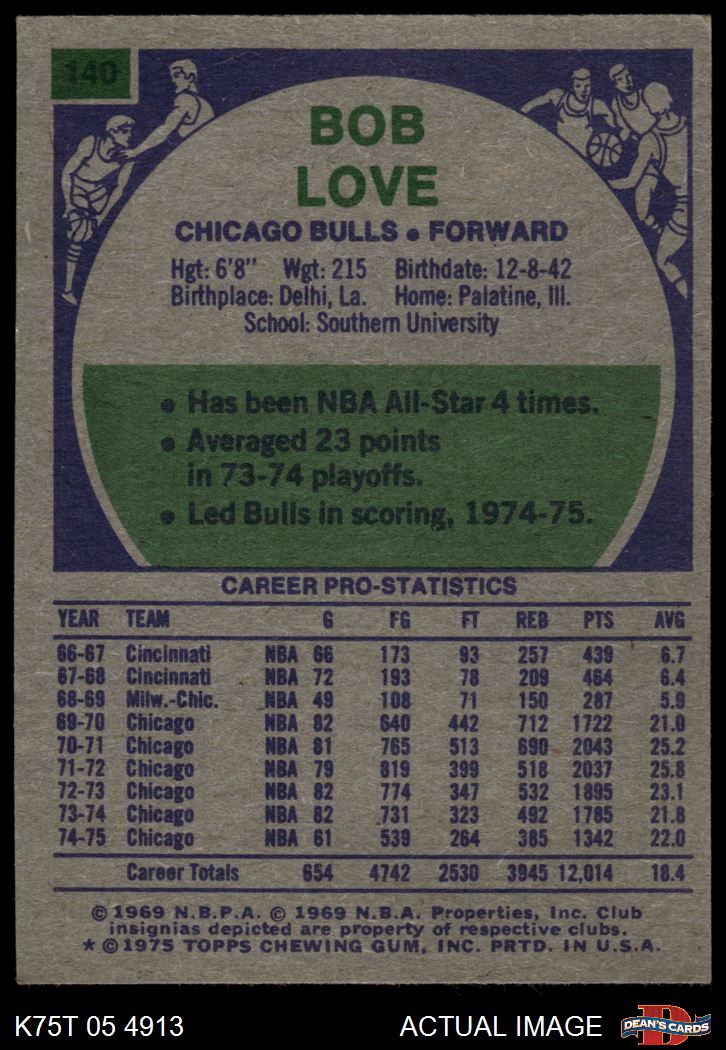 140
BOB
LOVE
CHICAGO BULLS • FORWARD
Hgt: 6'8" Wgt: 215 Birthdate: 12-8-42
Birthplace: Delhi, La. Home: Palatine, Ill.
School: Southern University
• Has been NBA All-Star 4 times.
• Averaged 23 points
in 73-74 playoffs.
• Led Bulls in scoring, 1974-75.
CAREER PRO-STATISTICS
YEAR TEAM G FG FT REB PTS AVG
66-67 Cincinnati NBA 66 173 93 257 439 6.7
67-68 Cincinnati NBA 72 193 78 209 464 6.4
68-69 Milw.-Chic. NBA 49 108 71 150 287 5.9
69-70 Chicago NBA 82 640 442 712 1722 21.0
70-71 Chicago NBA 81 765 513 690 2043 25.2
71-72 Chicago NBA 79 819 399 518 2037 25.8
72-73 Chicago NBA 82 774 347 532 1895 23.1
73-74 Chicago NBA 82 731 323 492 1785 21.8
74-75 Chicago NBA 61 539 264 385 1342 22.0
Career Totals 654 4742 2530 3945 12,014 18.4
© 1969 N.B.P.A. © 1969 N.B.A. Properties, Inc. Club
insignias depicted are property of respective clubs.
* © 1975 TOPPS CHEWING GUM, INC. PRTD. IN U.S.A.
K75T 05 4913 ACTUAL IMAGE
D
DEAN'S CARDS